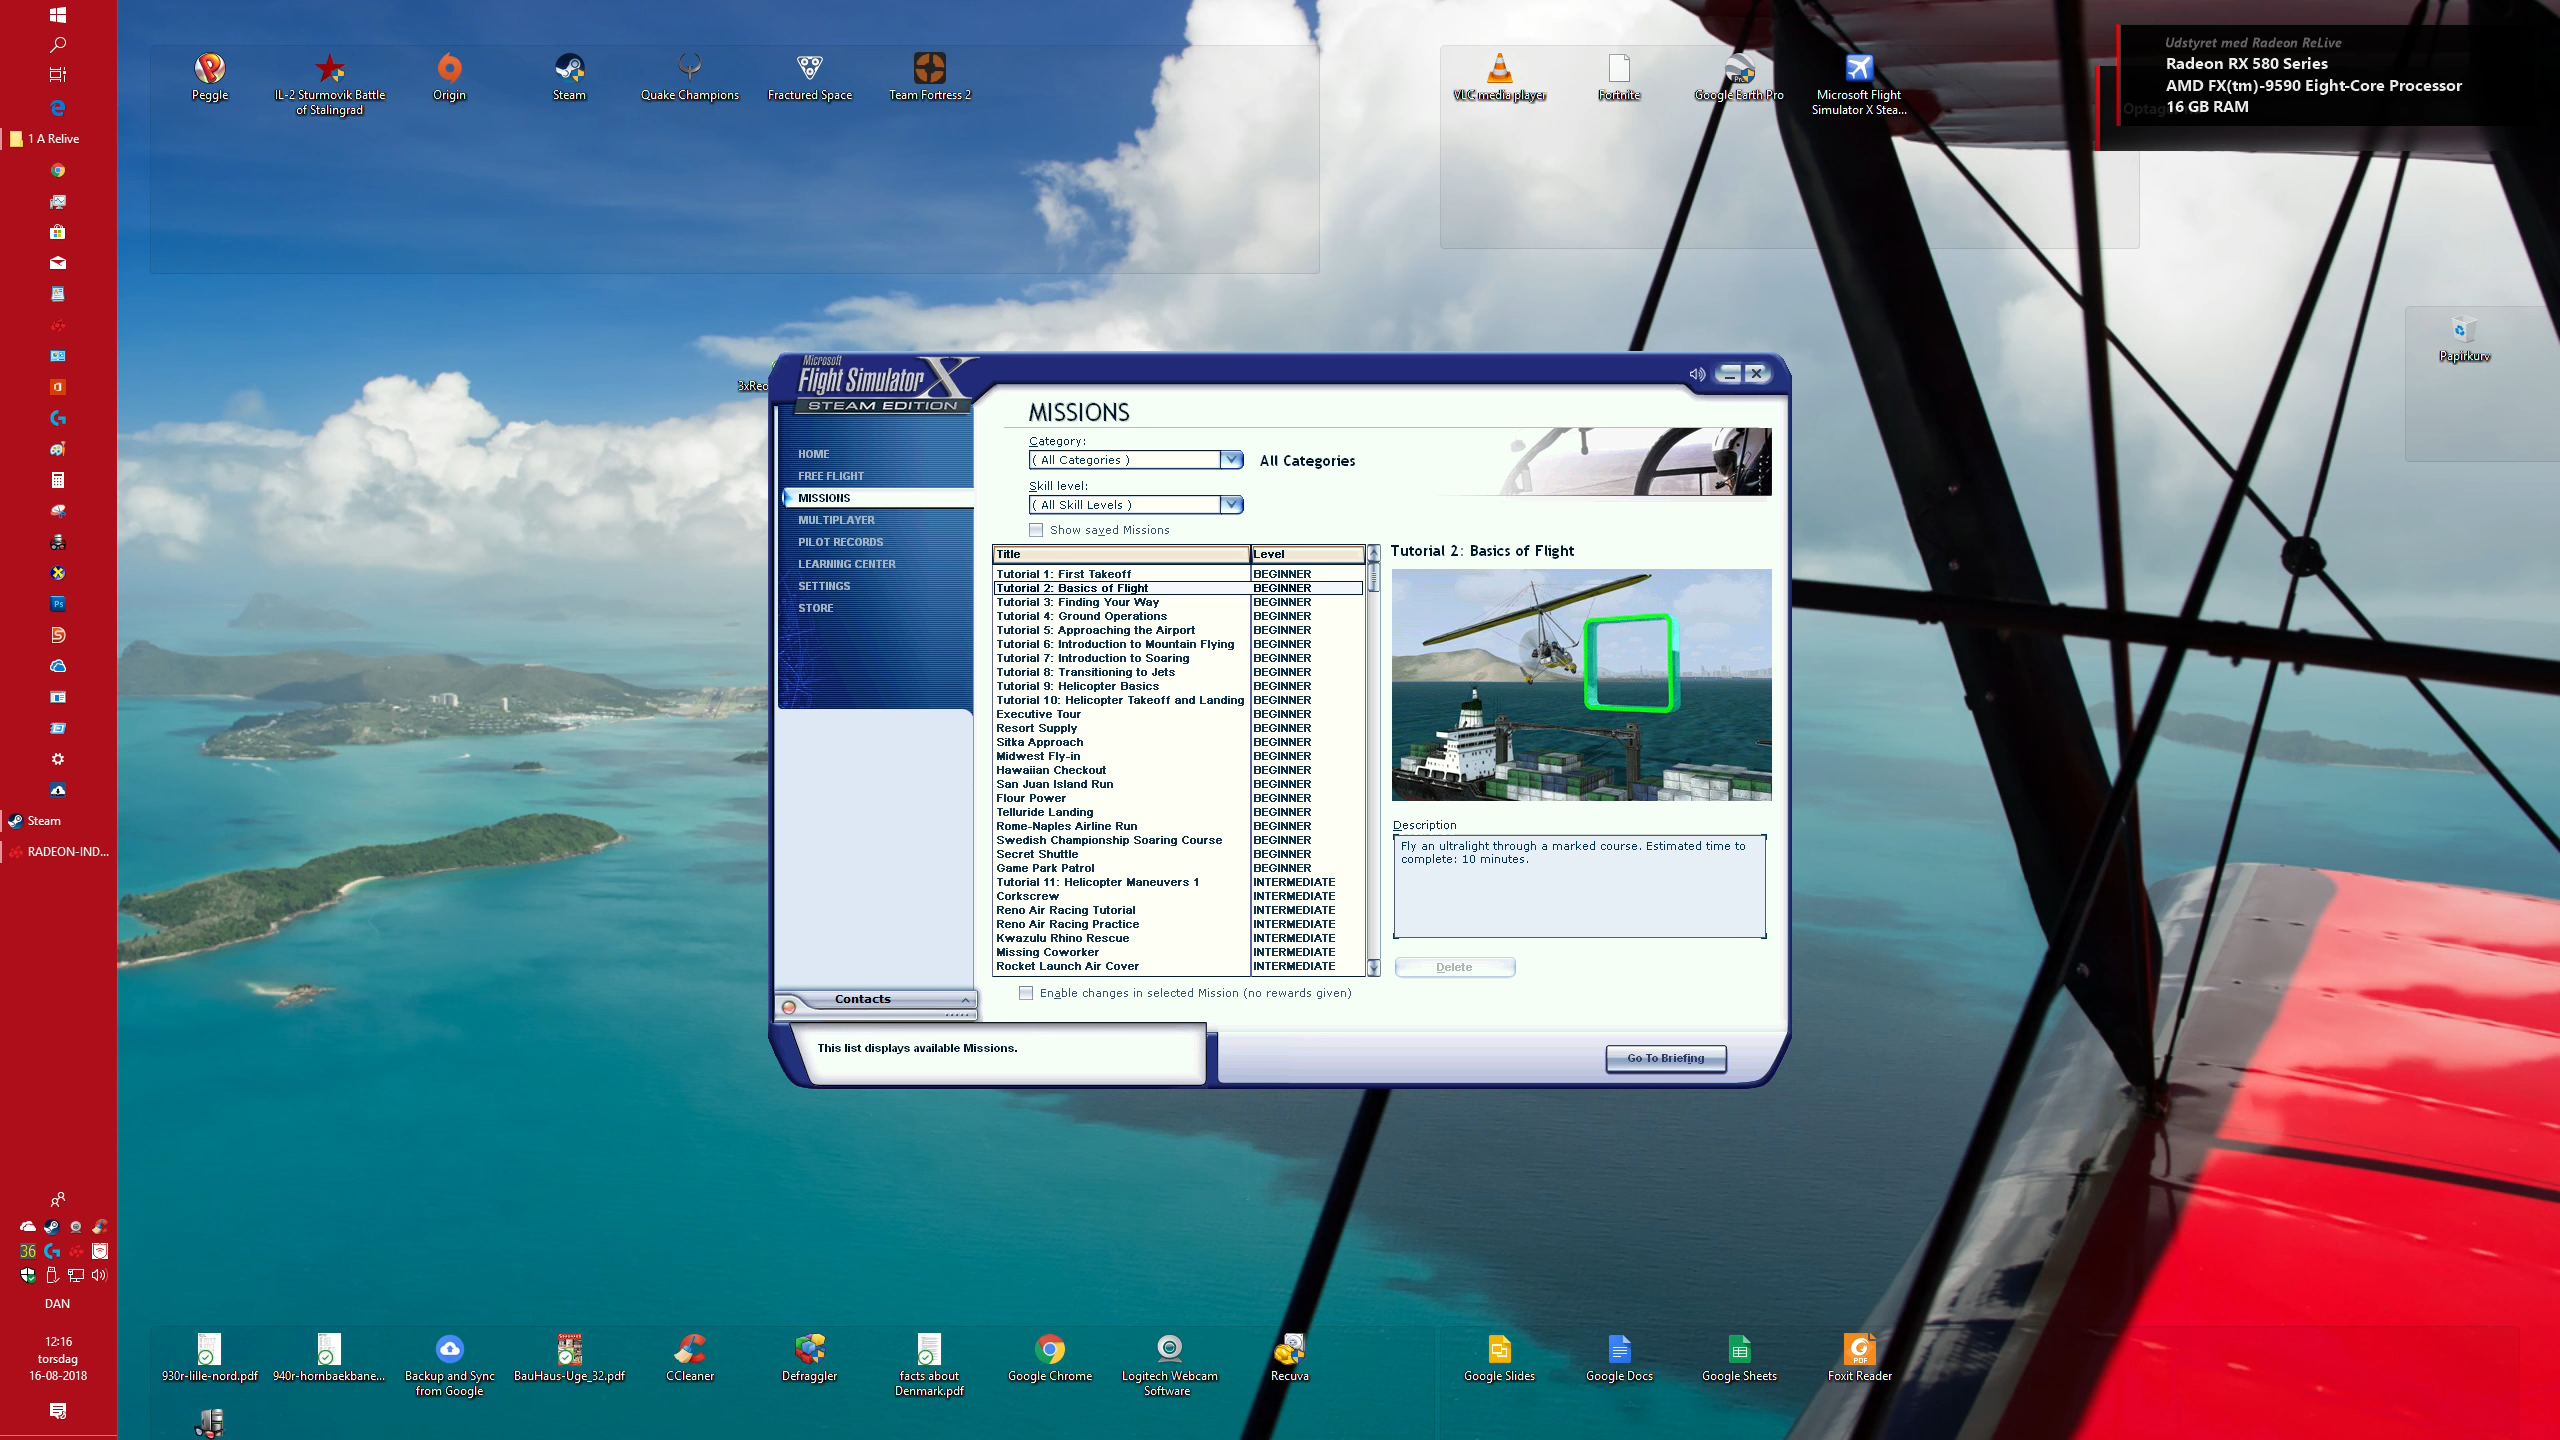 1 A Relive
Steam
RADEON-IND...
36
DAN
12:16
torsdag
16-08-2018
Peggle
IL-2 Sturmovik Battle
of Stalingrad
Origin
Steam
Quake Champions
Fractured Space
Team Fortress 2
VLC media player
Fortnite
Google Earth Pro
Microsoft Flight
Simulator X Stea...
Udstyret med Radeon ReLive
Radeon RX 580 Series
AMD FX(tm)-9590 Eight-Core Processor
16 GB RAM
Papirkurv
3xReo
Microsoft
Flight Simulator X
STEAM EDITION
HOME
FREE FLIGHT
MISSIONS
MULTIPLAYER
PILOT RECORDS
LEARNING CENTER
SETTINGS
STORE
Contacts
MISSIONS
Category:
( All Categories )
All Categories
Skill level:
( All Skill Levels )
Show saved Missions
Title Level
Tutorial 1: First Takeoff BEGINNER
Tutorial 2: Basics of Flight BEGINNER
Tutorial 3: Finding Your Way BEGINNER
Tutorial 4: Ground Operations BEGINNER
Tutorial 5: Approaching the Airport BEGINNER
Tutorial 6: Introduction to Mountain Flying BEGINNER
Tutorial 7: Introduction to Soaring BEGINNER
Tutorial 8: Transitioning to Jets BEGINNER
Tutorial 9: Helicopter Basics BEGINNER
Tutorial 10: Helicopter Takeoff and Landing BEGINNER
Executive Tour BEGINNER
Resort Supply BEGINNER
Sitka Approach BEGINNER
Midwest Fly-in BEGINNER
Hawaiian Checkout BEGINNER
San Juan Island Run BEGINNER
Flour Power BEGINNER
Telluride Landing BEGINNER
Rome-Naples Airline Run BEGINNER
Swedish Championship Soaring Course BEGINNER
Secret Shuttle BEGINNER
Game Park Patrol BEGINNER
Tutorial 11: Helicopter Maneuvers 1 INTERMEDIATE
Corkscrew INTERMEDIATE
Reno Air Racing Tutorial INTERMEDIATE
Reno Air Racing Practice INTERMEDIATE
Kwazulu Rhino Rescue INTERMEDIATE
Missing Coworker INTERMEDIATE
Rocket Launch Air Cover INTERMEDIATE
Tutorial 2: Basics of Flight
Description
Fly an ultralight through a marked course. Estimated time to
complete: 10 minutes.
Delete
Enable changes in selected Mission (no rewards given)
This list displays available Missions.
Go To Briefing
930r-lille-nord.pdf
940r-hornbaekbane...
Backup and Sync
from Google
BauHaus-Uge_32.pdf
CCleaner
Defraggler
facts about
Denmark.pdf
Google Chrome
Logitech Webcam
Software
Recuva
Google Slides
Google Docs
Google Sheets
Foxit Reader